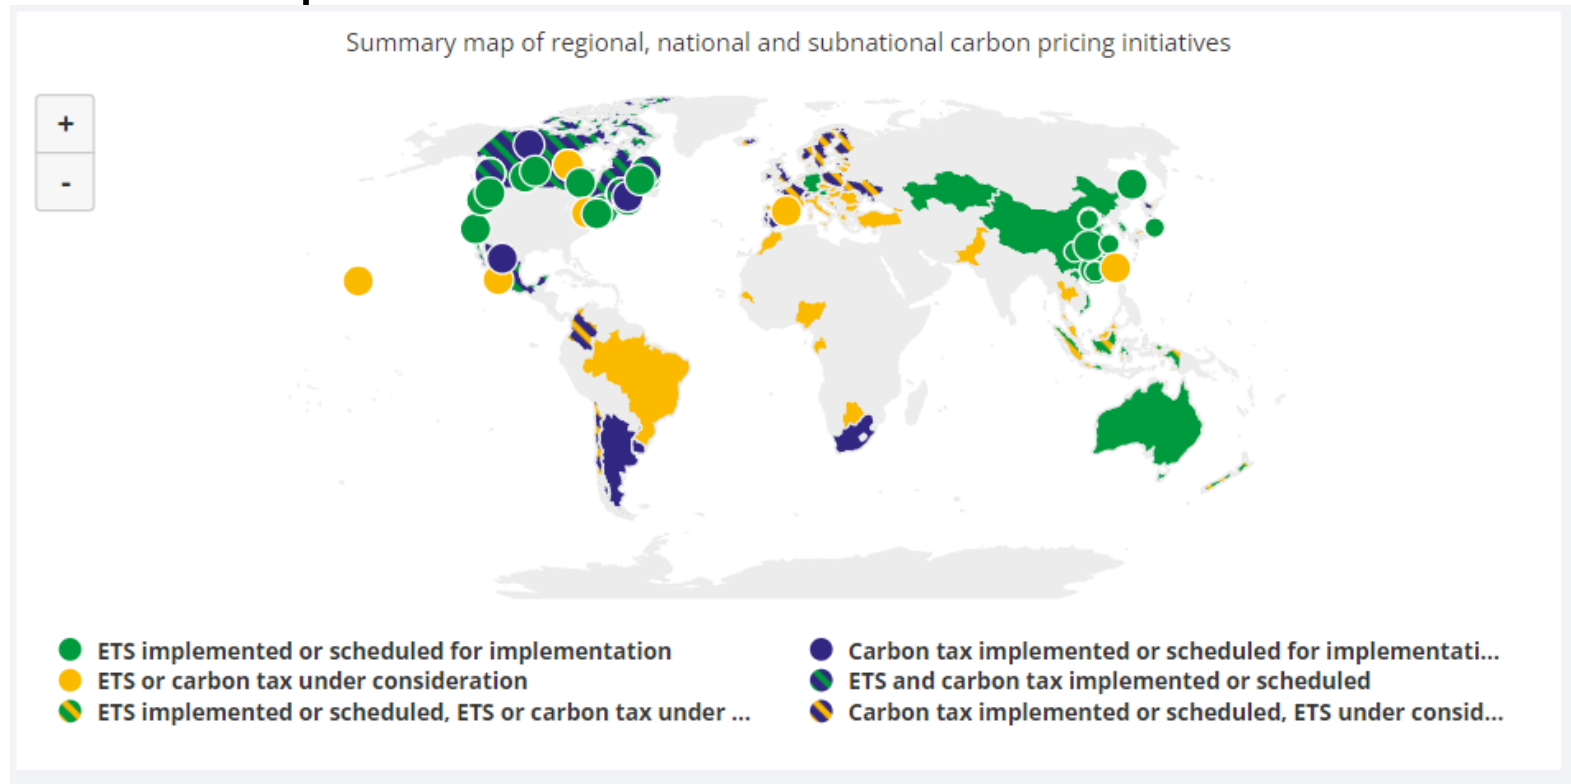 Summary map of regional, national and subnational carbon pricing initiatives
+
-
ETS implemented or scheduled for implementation
Carbon tax implemented or scheduled for implementati...
ETS or carbon tax under consideration
ETS and carbon tax implemented or scheduled
ETS implemented or scheduled, ETS or carbon tax under ...
Carbon tax implemented or scheduled, ETS under consid...